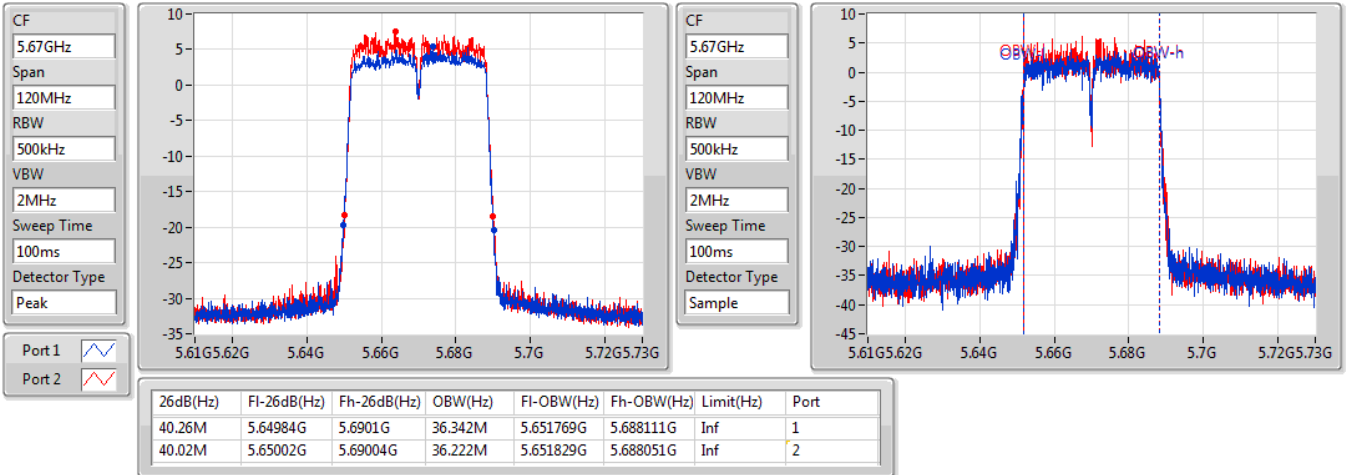 CF
5.67GHz
Span
120MHz
RBW
500kHz
VBW
2MHz
Sweep Time
100ms
Detector Type
Peak
Port 1
Port 2
10
5
0
-5
-10
-15
-20
-25
-30
-35
5.61G 5.62G 5.64G 5.66G 5.68G 5.7G 5.72G 5.73G
CF
5.67GHz
Span
120MHz
RBW
500kHz
VBW
2MHz
Sweep Time
100ms
Detector Type
Sample
10
5
0
-5
-10
-15
-20
-25
-30
-35
-40
-45
OBW-h
5.61G 5.62G 5.64G 5.66G 5.68G 5.7G 5.72G 5.73G
26dB(Hz) Fl-26dB(Hz) Fh-26dB(Hz) OBW(Hz) Fl-OBW(Hz) Fh-OBW(Hz) Limit(Hz) Port
40.26M 5.64984G 5.6901G 36.342M 5.651769G 5.688111G Inf 1
40.02M 5.65002G 5.69004G 36.222M 5.651829G 5.688051G Inf 2